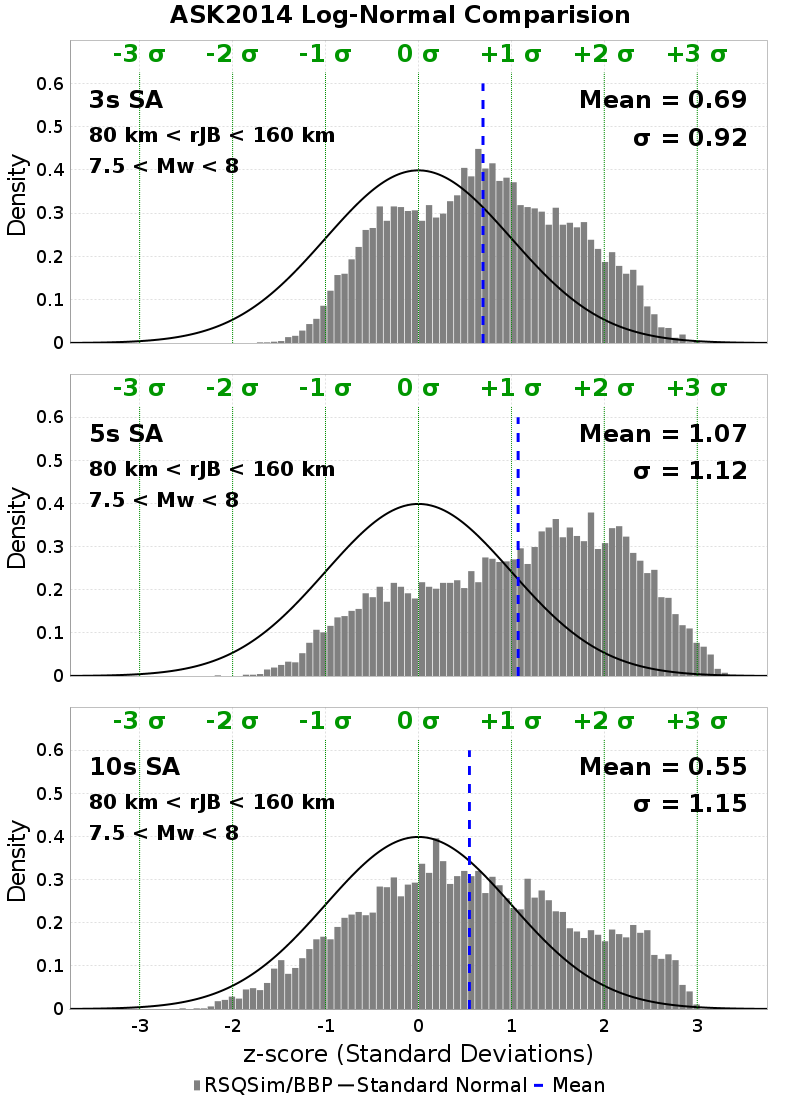 ASK2014 Log-Normal Comparision
-3 σ -2 σ -1 σ 0 σ +1 σ +2 σ +3 σ
0.6
3s SA Mean = 0.69
0.5
80 km < rJB < 160 km σ = 0.92
7.5 < Mw < 8
0.4
0.3
0.2
0.1
0
Density
-3 σ -2 σ -1 σ 0 σ +1 σ +2 σ +3 σ
0.6
5s SA Mean = 1.07
0.5
80 km < rJB < 160 km σ = 1.12
7.5 < Mw < 8
0.4
0.3
0.2
0.1
0
Density
-3 σ -2 σ -1 σ 0 σ +1 σ +2 σ +3 σ
0.6
10s SA Mean = 0.55
0.5
80 km < rJB < 160 km σ = 1.15
7.5 < Mw < 8
0.4
0.3
0.2
0.1
0
Density
-3 -2 -1 0 1 2 3
z-score (Standard Deviations)
RSQSim/BBP Standard Normal Mean